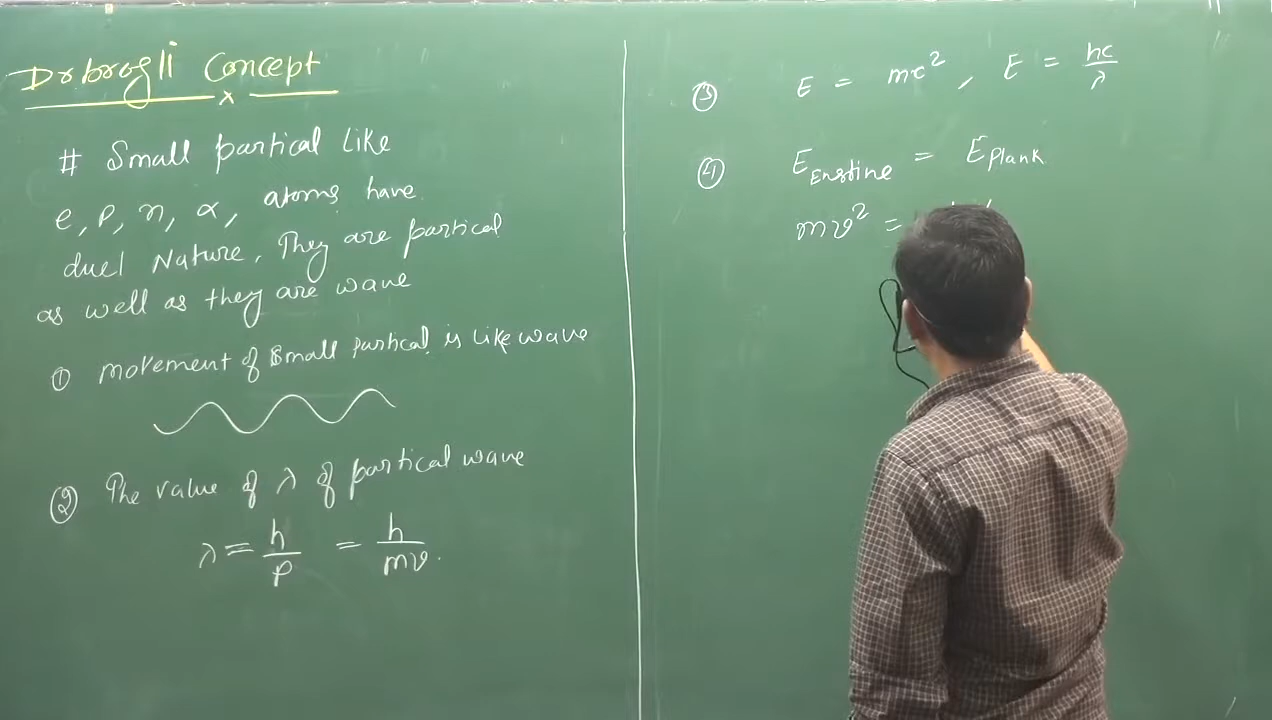 Debrogli Concept
# Small partical Like
e, p, n, α, atoms have
duel Nature, They are partical
as well as they are wave
① movement of Small partical is Like wave
② The value of λ of partical wave
λ = h/p = h/mv.
③ E = mc², E = hc/λ
④ E Enstine = E Plank
mv² =